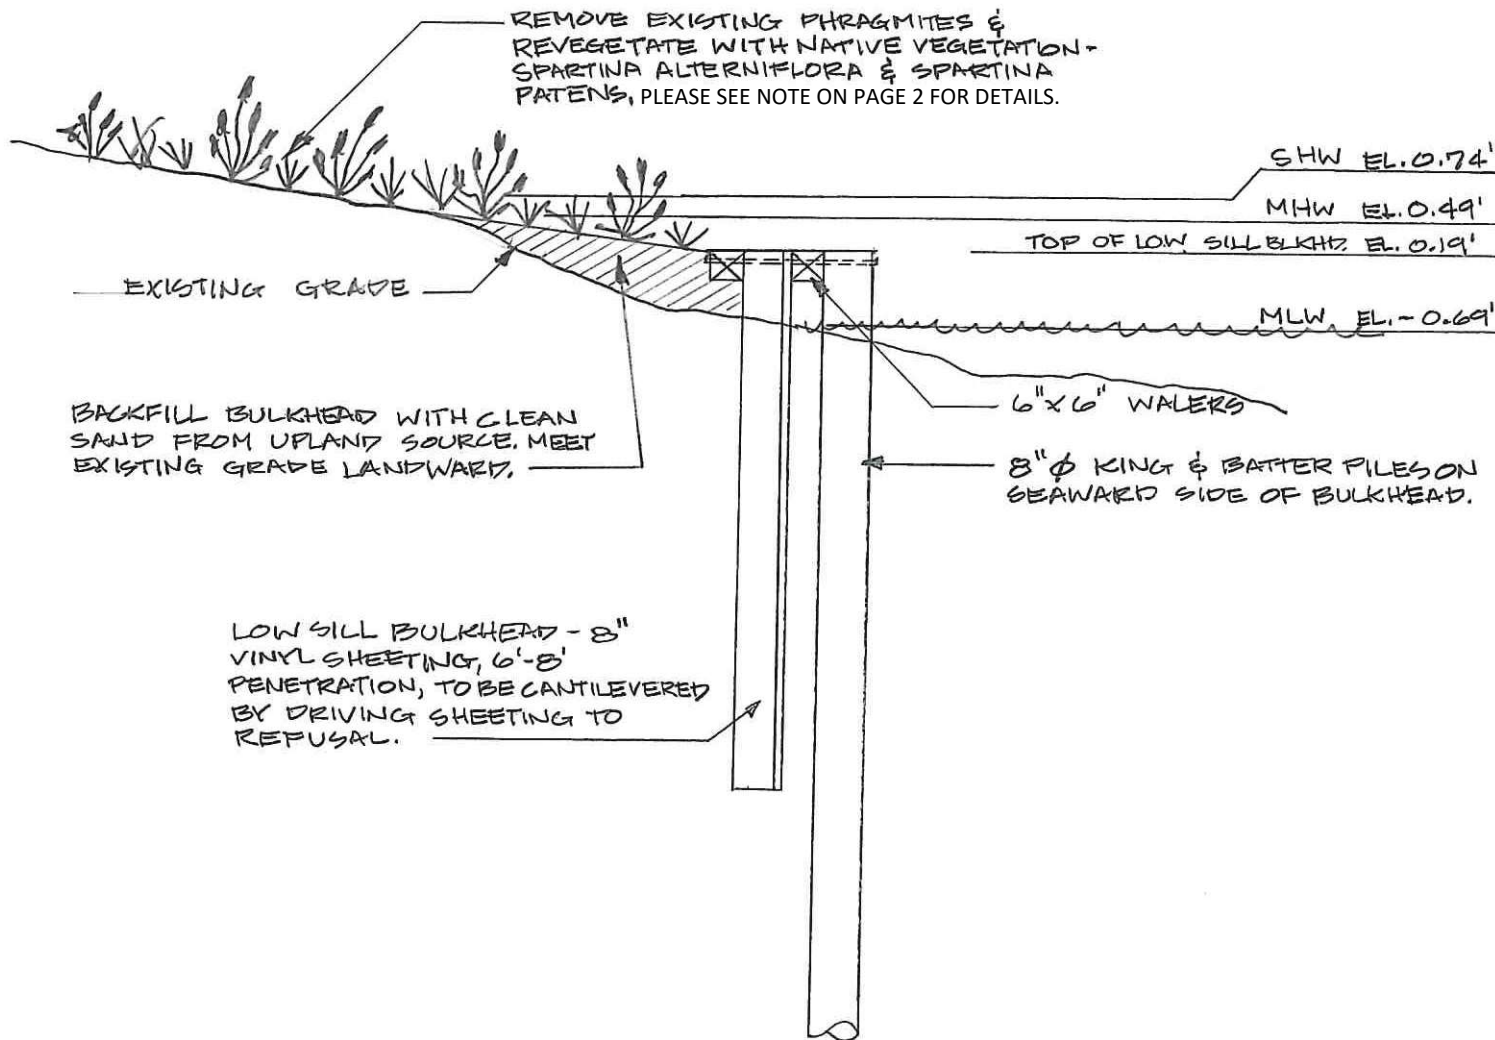 REMOVE EXISTING PHRAGMITES &
REVEGETATE WITH NATIVE VEGETATION-
SPARTINA ALTERNIFLORA & SPARTINA
PATENS, PLEASE SEE NOTE ON PAGE 2 FOR DETAILS.
SHW EL. 0.74'
MHW EL. 0.49'
TOP OF LOW SILL BLKHD. EL. 0.19'
EXISTING GRADE
MLW EL. - 0.69'
BACKFILL BULKHEAD WITH CLEAN
SAND FROM UPLAND SOURCE. MEET
EXISTING GRADE LANDWARD.
6"X6" WALERS
8"φ KING & BATTER PILES ON
SEAWARD SIDE OF BULKHEAD.
LOW SILL BULKHEAD - 8"
VINYL SHEETING, 6'-8'
PENETRATION, TO BE CANTILEVERED
BY DRIVING SHEETING TO
REFUSAL.